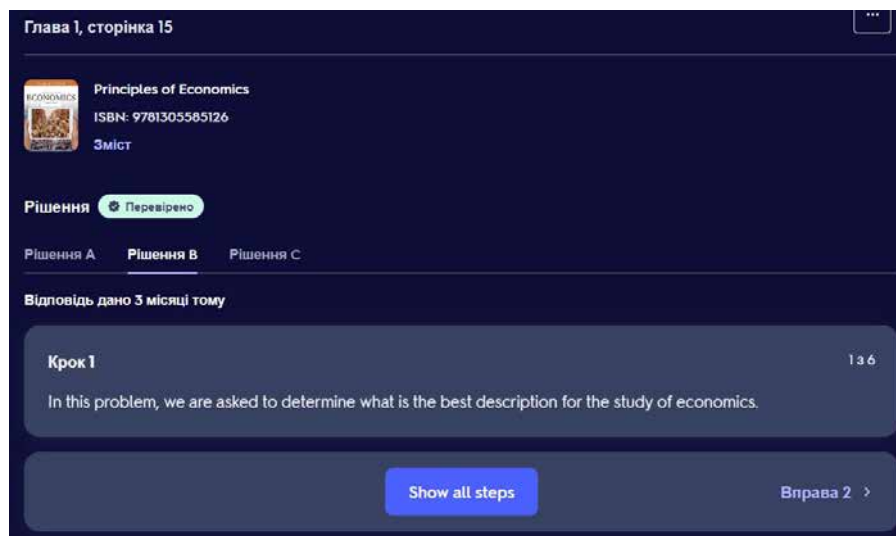 Глава 1, сторінка 15
...
ECONOMICS
Principles of Economics
ISBN: 9781305585126
Зміст
Рішення
Перевірено
Рішення A
Рішення B
Рішення C
Відповідь дано 3 місяці тому
Крок 1
1 з 6
In this problem, we are asked to determine what is the best description for the study of economics.
Show all steps
Вправа 2 >